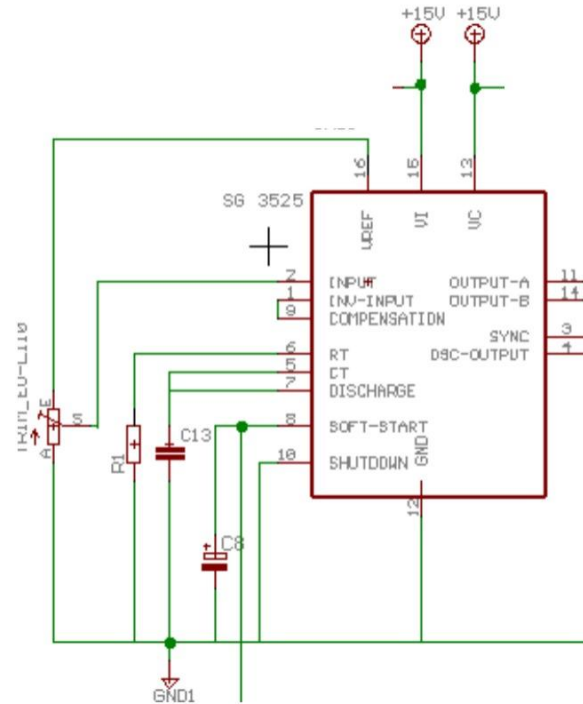 +15V +15V
16 15 13
SG 3525
VREF VI VC
2 INPUT OUTPUT-A 11
1 INV-INPUT OUTPUT-B 14
9 COMPENSATION
SYNC 3
6 RT DSC-OUTPUT 4
5 CT
7 DISCHARGE
E
S
8 SOFT-START
C13
R1
A
10 SHUTDOWN
GND
12
C8
GND1